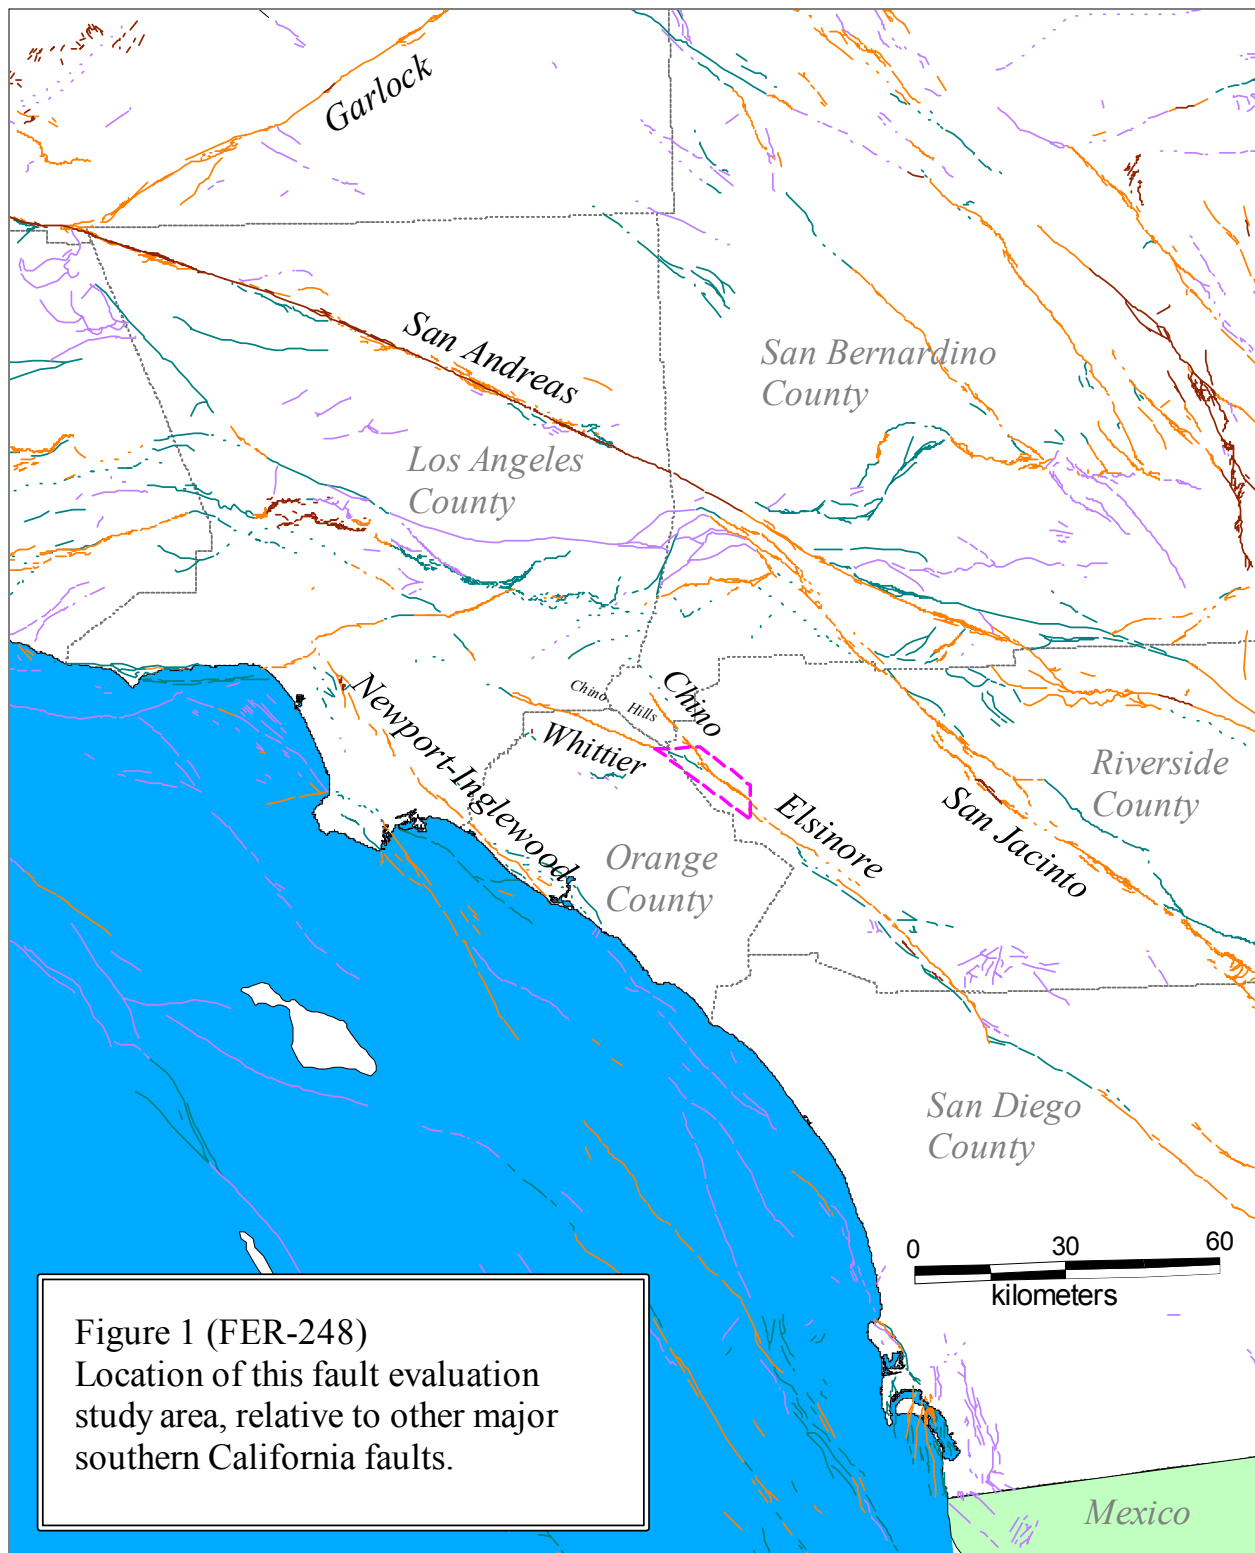 Garlock
San Andreas
San Bernardino
County
Los Angeles
County
Chino
Hills
Chino
Newport-Inglewood
Whittier
Elsinore
San Jacinto
Riverside
County
Orange
County
San Diego
County
0 30 60
kilometers
Figure 1 (FER-248)
Location of this fault evaluation
study area, relative to other major
southern California faults.
Mexico